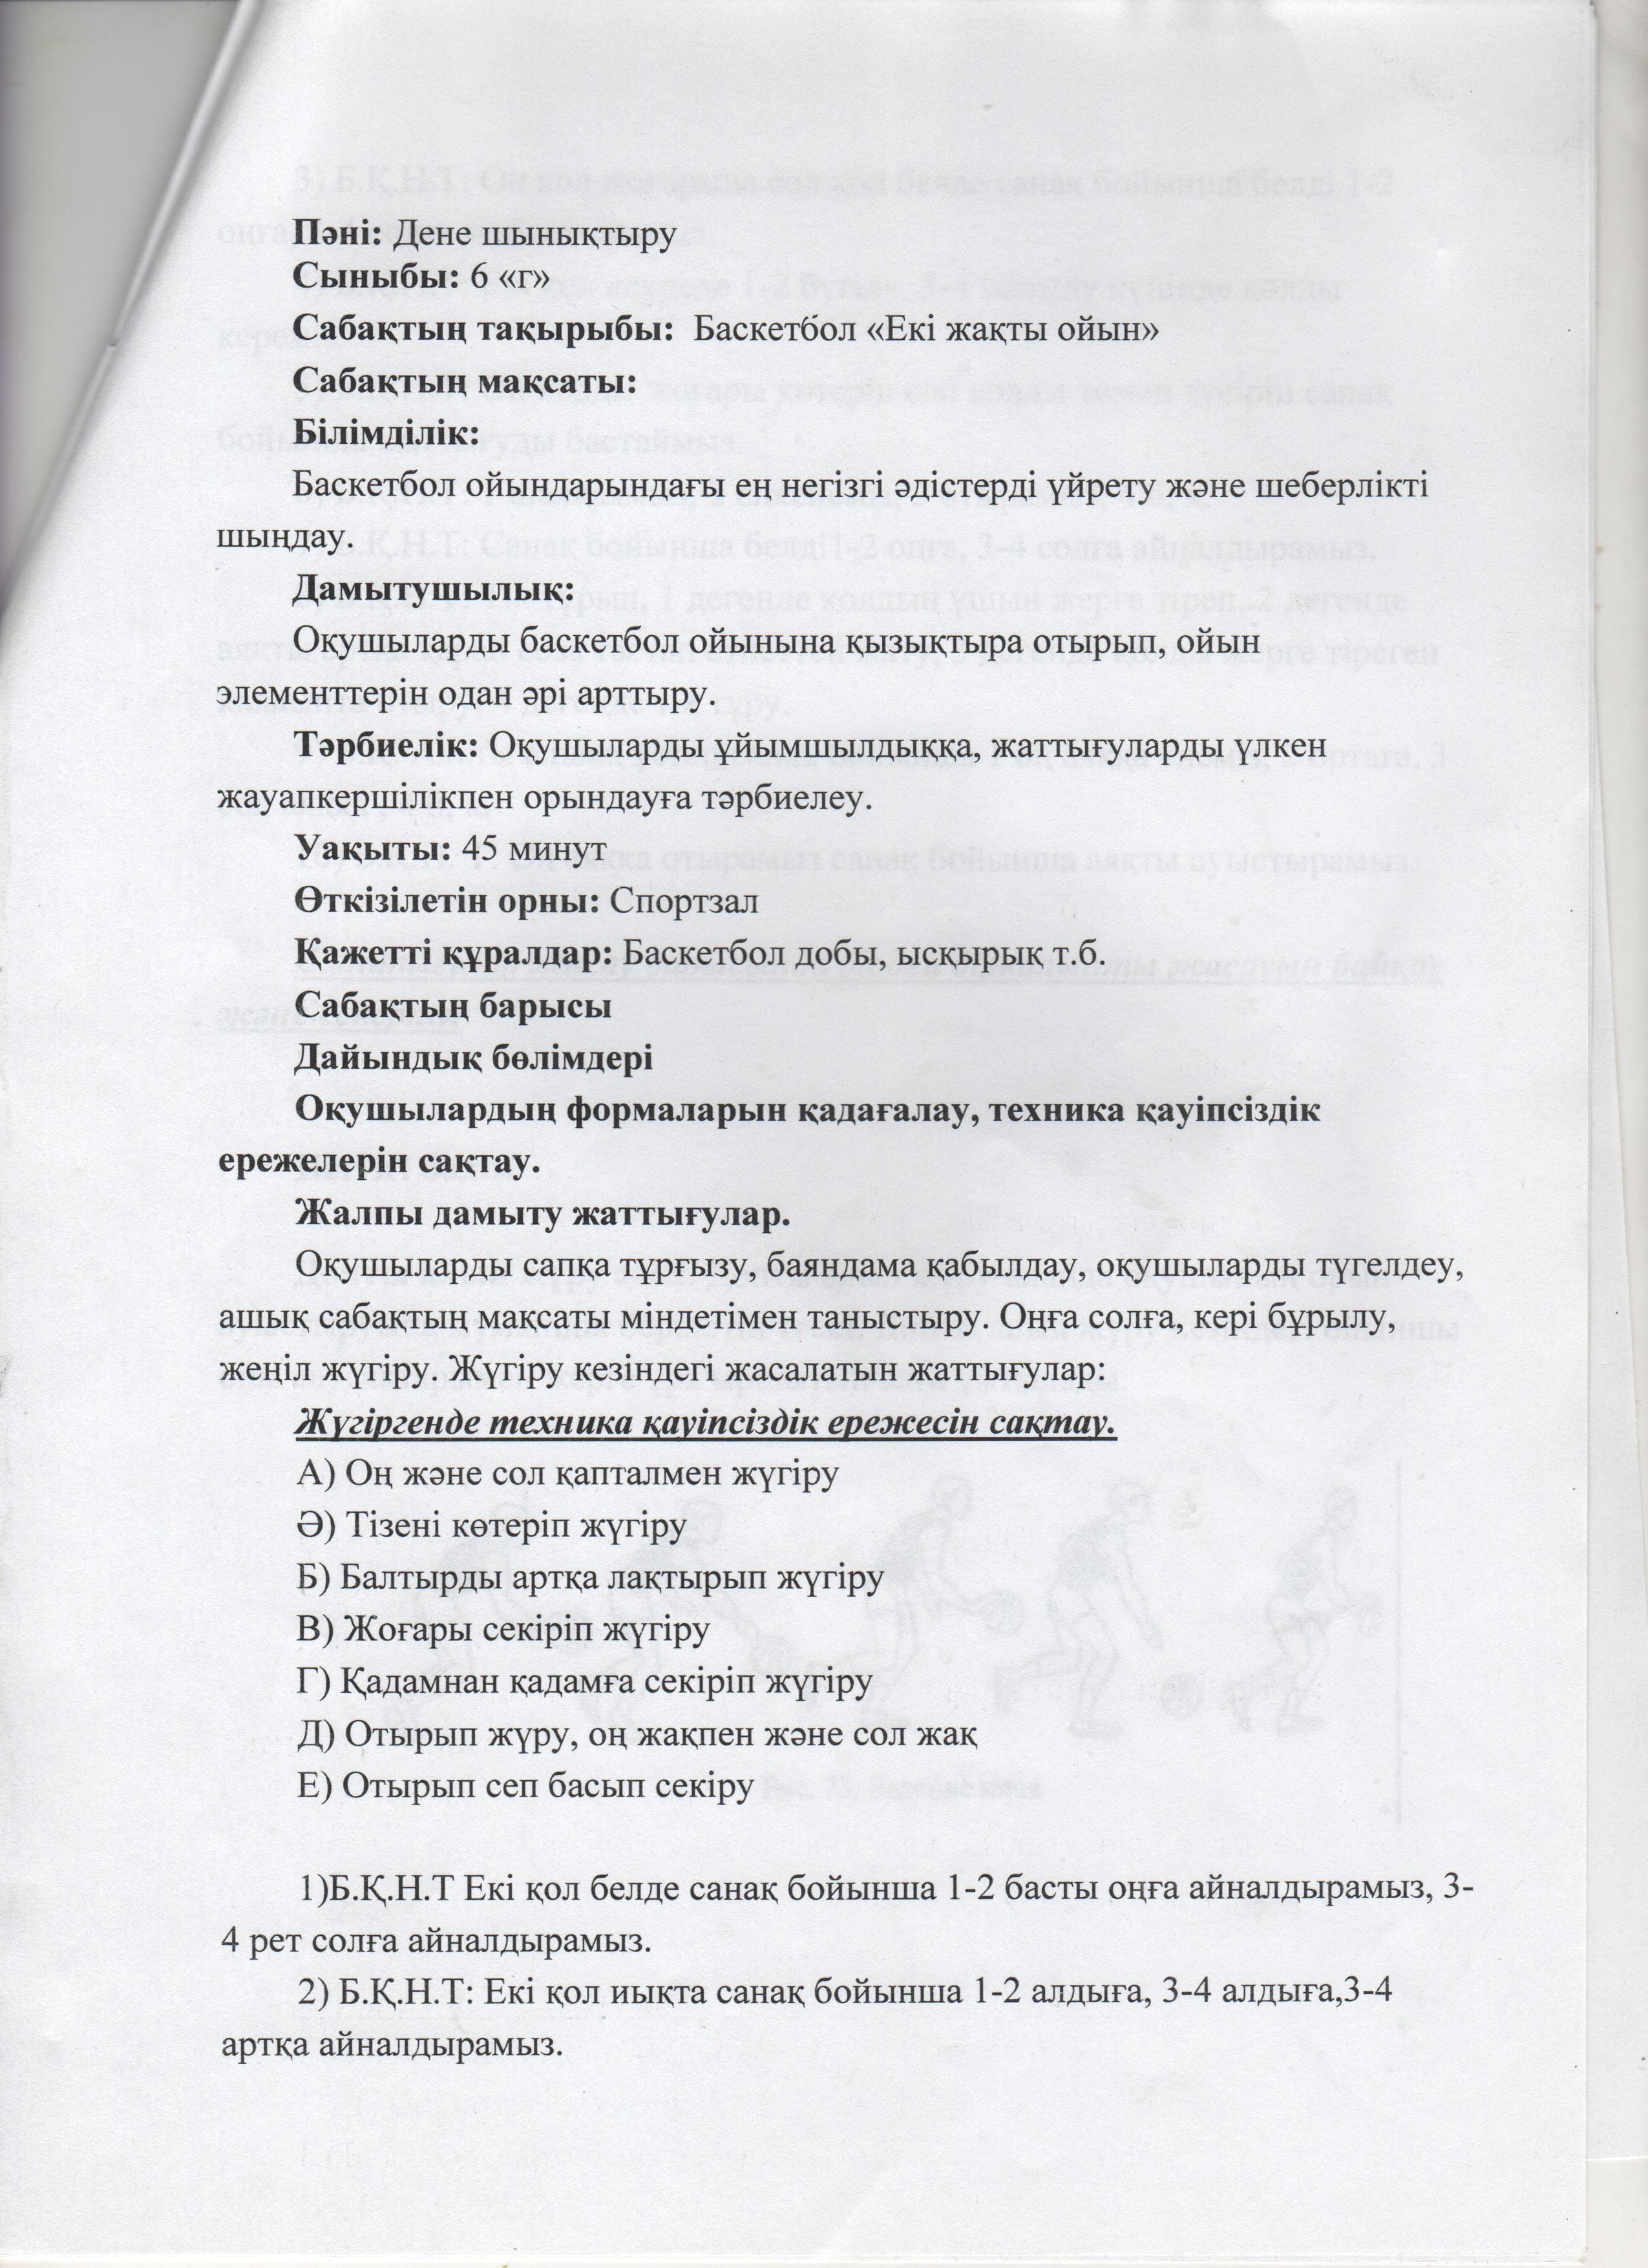 Пәні: Дене шынықтыру
Сыныбы: 6 «г»
Сабақтың тақырыбы: Баскетбол «Екі жақты ойын»
Сабақтың мақсаты:
Білімділік:
Баскетбол ойындарындағы ең негізгі әдістерді үйрету және шеберлікті
шыңдау.
Дамытушылық:
Оқушыларды баскетбол ойынына қызықтыра отырып, ойын
элементтерін одан әрі арттыру.
Тәрбиелік: Оқушыларды ұйымшылдыққа, жаттығуларды үлкен
жауапкершілікпен орындауға тәрбиелеу.
Уақыты: 45 минут
Өткізілетін орны: Спортзал
Қажетті құралдар: Баскетбол добы, ысқырық т.б.
Сабақтың барысы
Дайындық бөлімдері
Оқушылардың формаларын қадағалау, техника қауіпсіздік
ережелерін сақтау.
Жалпы дамыту жаттығулар.
Оқушыларды сапқа тұрғызу, баяндама қабылдау, оқушыларды түгелдеу,
ашық сабақтың мақсаты міндетімен таныстыру. Оңға солға, кері бұрылу,
жеңіл жүгіру. Жүгіру кезіндегі жасалатын жаттығулар:
Жүгіргенде техника қауіпсіздік ережесін сақтау.
А) Оң және сол қапталмен жүгіру
Ә) Тізені көтеріп жүгіру
Б) Балтырды артқа лақтырып жүгіру
В) Жоғары секіріп жүгіру
Г) Қадамнан қадамға секіріп жүгіру
Д) Отырып жүру, оң жақпен және сол жақ
Е) Отырып сеп басып секіру
1)Б.Қ.Н.Т Екі қол белде санақ бойынша 1-2 басты оңға айналдырамыз, 3-
4 рет солға айналдырамыз.
2) Б.Қ.Н.Т: Екі қол иықта санақ бойынша 1-2 алдыға, 3-4 алдыға,3-4
артқа айналдырамыз.